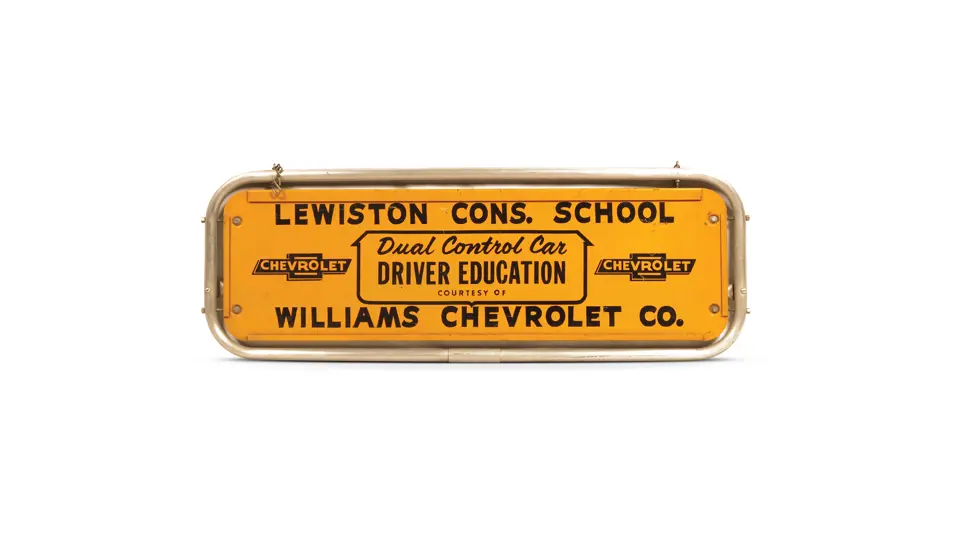 LEWISTON CONS. SCHOOL
Dual Control Car
CHEVROLET DRIVER EDUCATION CHEVROLET
COURTESY OF
WILLIAMS CHEVROLET CO.